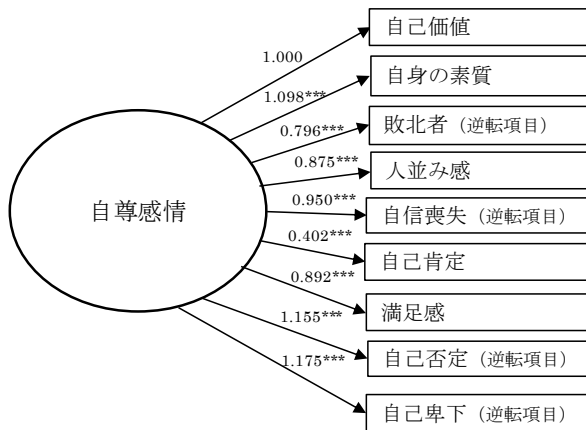 自己価値
1.000
自身の素質
1.098***
敗北者（逆転項目）
0.796***
人並み感
0.875***
自尊感情
自信喪失（逆転項目）
0.950***
自己肯定
0.402***
満足感
0.892***
自己否定（逆転項目）
1.155***
自己卑下（逆転項目）
1.175***